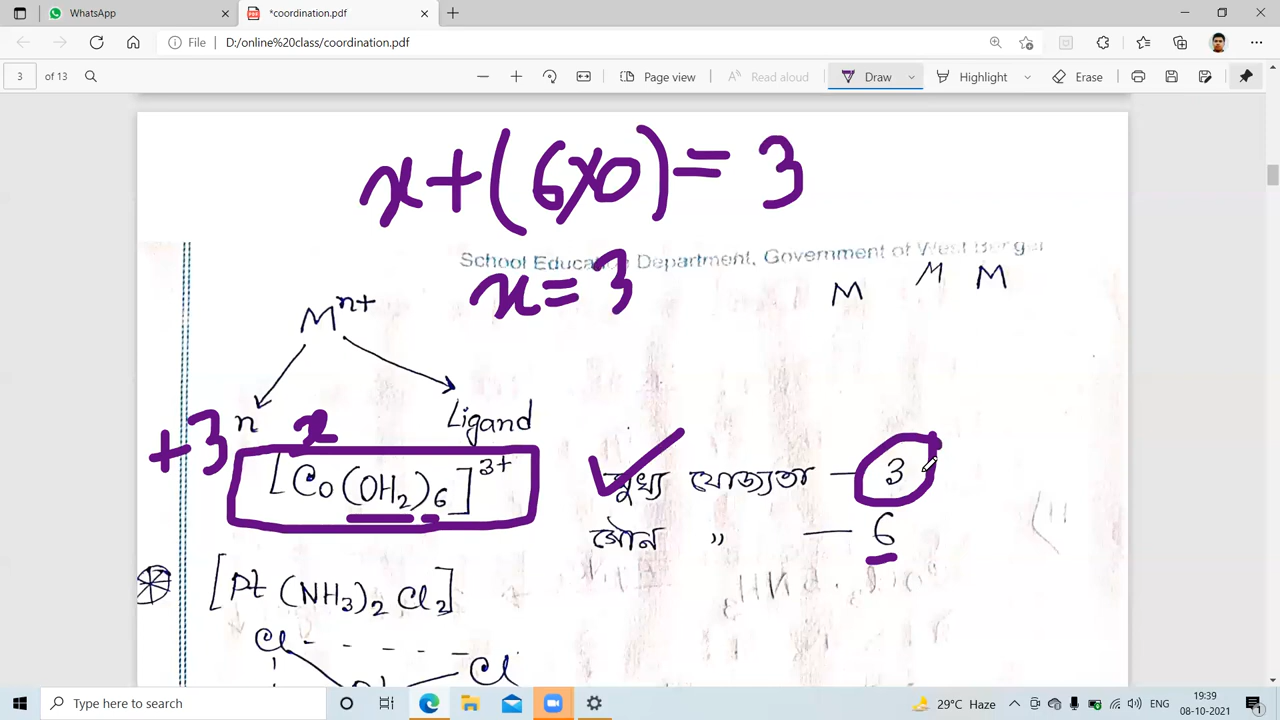 WhatsApp
*coordination.pdf
File D:/online%20class/coordination.pdf
3 of 13 Page view Read aloud Draw Highlight Erase
x+(6×0)=3
School Education Department, Government of West Bengal
x=3
M M M
M^n+
n Ligand
+3 x
[Co(OH₂)₆]³⁺
মুখ্য যোজ্যতা — 3
গৌন " — 6
[Pt (NH₃)₂ Cl₂]
Cl
Cl
Type here to search
29°C Haze ENG 19:39
08-10-2021